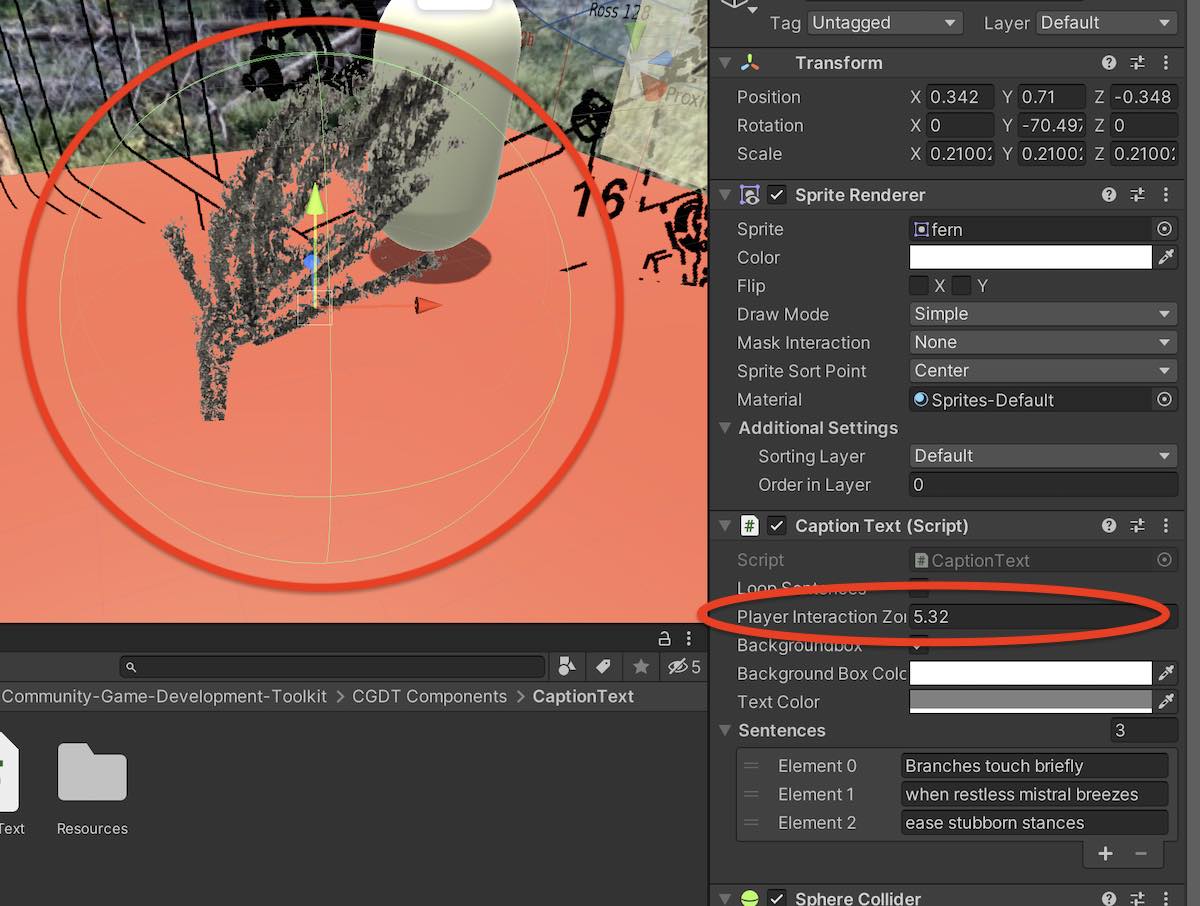 Ross 128
Proxi
16
Tag Untagged Layer Default
Transform
Position X 0.342 Y 0.71 Z -0.348
Rotation X 0 Y -70.497 Z 0
Scale X 0.2100 Y 0.2100 Z 0.2100
Sprite Renderer
Sprite fern
Color
Flip X Y
Draw Mode Simple
Mask Interaction None
Sprite Sort Point Center
Material Sprites-Default
Additional Settings
Sorting Layer Default
Order in Layer 0
# Caption Text (Script)
Script # CaptionText
Loop Sentences
Player Interaction Zo 5.32
Backgroundbox
Background Box Colo
Text Color
Sentences 3
Element 0 Branches touch briefly
Element 1 when restless mistral breezes
Element 2 ease stubborn stances
+ −
Sphere Collider
5
Community-Game-Development-Toolkit > CGDT Components > CaptionText
Text
Resources